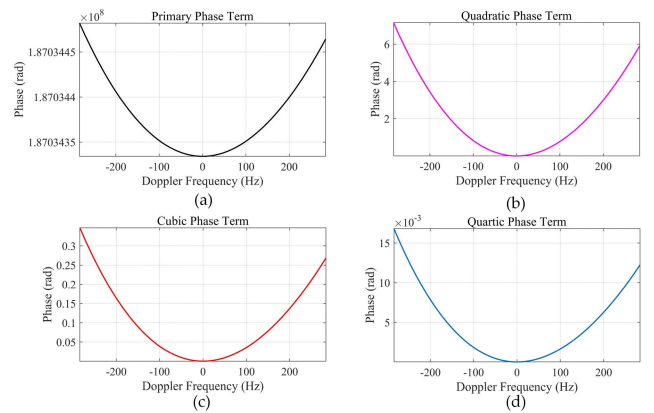 ×10⁸
Primary Phase Term
1.8703445
1.870344
1.8703435
Phase (rad)
-200 -100 0 100 200
Doppler Frequency (Hz)
(a)
Quadratic Phase Term
6
4
2
Phase (rad)
-200 -100 0 100 200
Doppler Frequency (Hz)
(b)
Cubic Phase Term
0.3
0.25
0.2
0.15
0.1
0.05
Phase (rad)
-200 -100 0 100 200
Doppler Frequency (Hz)
(c)
×10⁻³
Quartic Phase Term
15
10
5
Phase (rad)
-200 -100 0 100 200
Doppler Frequency (Hz)
(d)